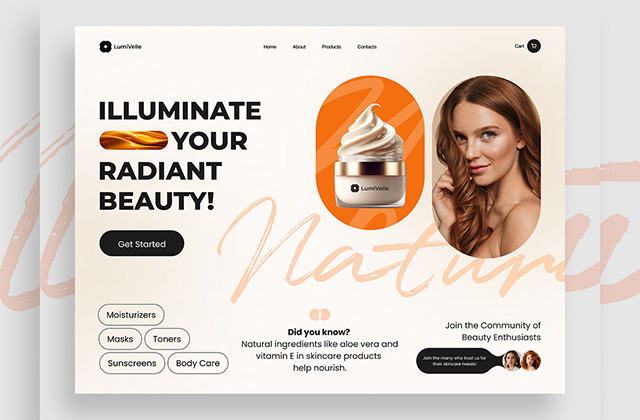 LumiVelle
Home About Products Contacts
Cart
ILLUMINATE
YOUR
RADIANT
BEAUTY!
LumiVelle
Get Started
Natur
Moisturizers
Masks Toners
Sunscreens Body Care
Did you know?
Natural ingredients like aloe vera and
vitamin E in skincare products
help nourish.
Join the Community of
Beauty Enthusiasts
Join the many who trust us for
their skincare needs!